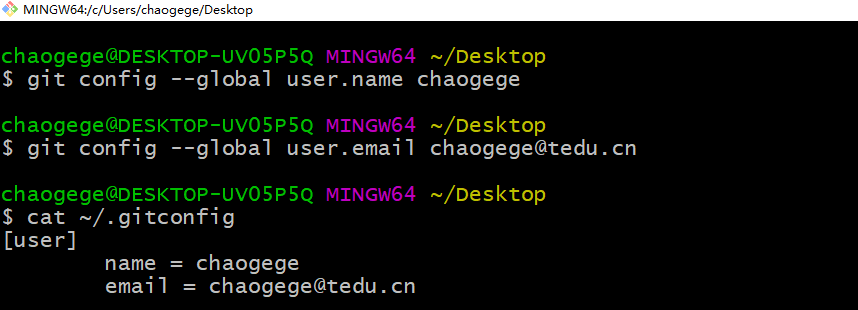 MINGW64:/c/Users/chaogege/Desktop
chaogege@DESKTOP-UV05P5Q MINGW64 ~/Desktop
$ git config --global user.name chaogege
chaogege@DESKTOP-UV05P5Q MINGW64 ~/Desktop
$ git config --global user.email chaogege@tedu.cn
chaogege@DESKTOP-UV05P5Q MINGW64 ~/Desktop
$ cat ~/.gitconfig
[user]
        name = chaogege
        email = chaogege@tedu.cn